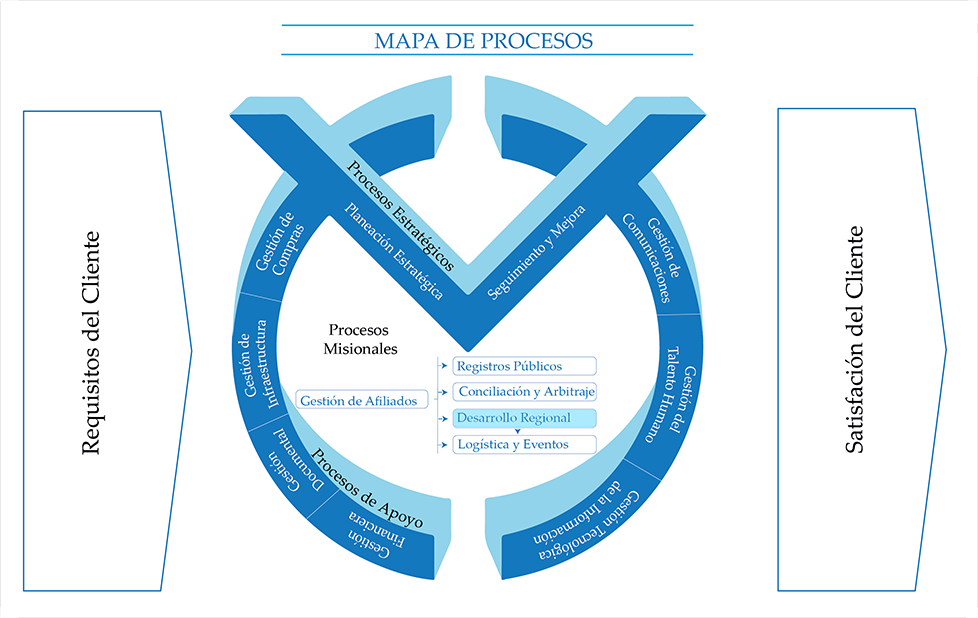 MAPA DE PROCESOS
Requisitos del Cliente
Procesos Estratégicos
Planeación Estratégica
Seguimiento y Mejora
Gestión de
Compras
Gestión de
Infraestructura
Gestión
Documental
Gestión
Financiera
Procesos de Apoyo
Procesos
Misionales
Gestión de Afiliados
Registros Públicos
Conciliación y Arbitraje
Desarrollo Regional
Logística y Eventos
Gestión de
Comunicaciones
Gestión del
Talento Humano
Gestión Tecnológica
de la Información
Satisfación del Cliente